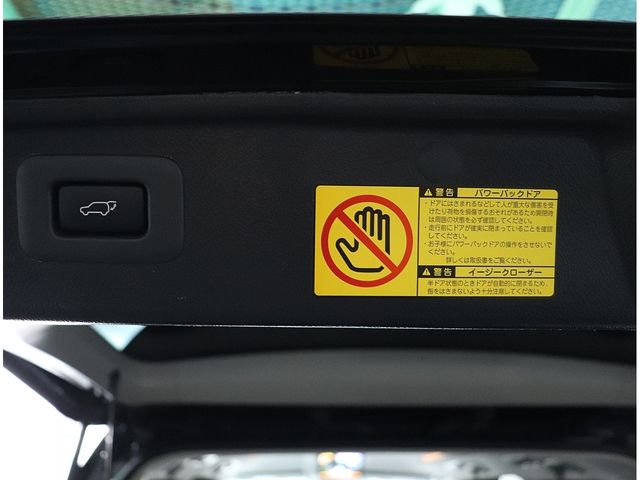 警告 パワーバックドア
・ドアにはさまれるなどして人が重大な傷害を受
けたり荷物を損傷するおそれがあるため開閉時
は周囲の状態を必ず確認してください。
・走行前にドアが確実に閉まっていることを確認
してください。
・お子様にパワーバックドアの操作をさせないで
ください。
詳しくは取扱書をご覧ください。
警告 イージークローザー
半ドア状態のときドアが自動的に閉まるため、
指をはさまないよう十分注意してください。